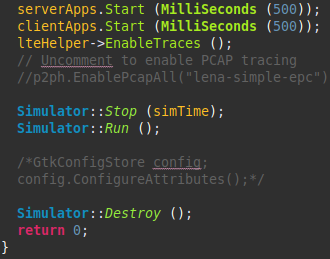 serverApps.Start (MilliSeconds (500));
clientApps.Start (MilliSeconds (500));
lteHelper->EnableTraces ();
// Uncomment to enable PCAP tracing
//p2ph.EnablePcapAll("lena-simple-epc")
Simulator::Stop (simTime);
Simulator::Run ();
/*GtkConfigStore config;
config.ConfigureAttributes();*/
Simulator::Destroy ();
return 0;
}